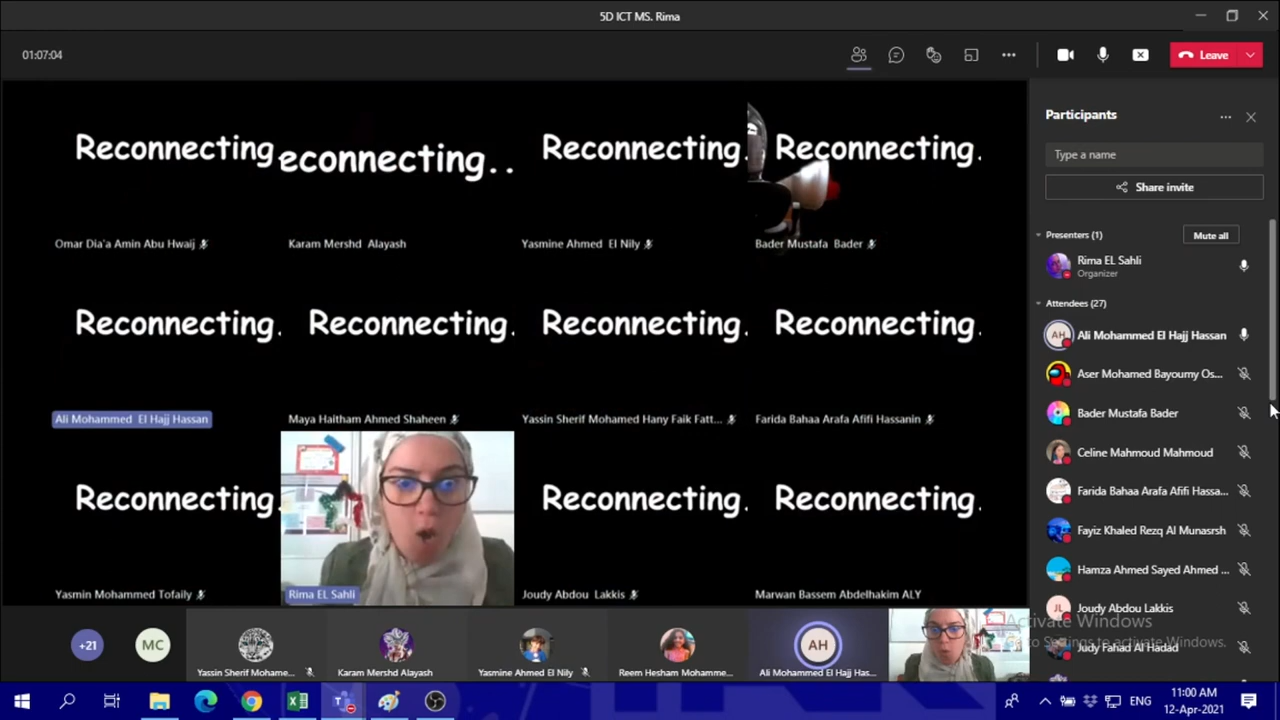 5D ICT MS. Rima
01:07:04
Leave
Reconnecting.
econnecting..
Reconnecting.
Reconnecting.
Omar Dia'a Amin Abu Hwaij
Karam Mershd Alayash
Yasmine Ahmed El Nily
Bader Mustafa Bader
Reconnecting.
Reconnecting.
Reconnecting.
Reconnecting.
Ali Mohammed El Hajj Hassan
Maya Haitham Ahmed Shaheen
Yassin Sherif Mohamed Hany Faik Fatt...
Farida Bahaa Arafa Afifi Hassanin
Reconnecting.
Reconnecting.
Reconnecting.
Yasmin Mohammed Tofaily
Rima EL Sahli
Joudy Abdou Lakkis
Marwan Bassem Abdelhakim ALY
+21
MC
Yassin Sherif Mohame...
Karam Mershd Alayash
Yasmine Ahmed El Nily
Reem Hesham Mohamme...
AH
Ali Mohammed El Hajj Has...
Participants
Type a name
Share invite
Presenters (1)
Mute all
Rima EL Sahli
Organizer
Attendees (27)
AH
Ali Mohammed El Hajj Hassan
Aser Mohamed Bayoumy Os...
Bader Mustafa Bader
Celine Mahmoud Mahmoud
Farida Bahaa Arafa Afifi Hassa...
Fayiz Khaled Rezq Al Munasrsh
Hamza Ahmed Sayed Ahmed ...
JL
Joudy Abdou Lakkis
Activate Windows
Go to Settings to activate Windows.
Judy Fahad Al Hadad
ENG
11:00 AM
12-Apr-2021